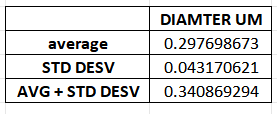 DIAMTER UM
average 0.297698673
STD DESV 0.043170621
AVG + STD DESV 0.340869294